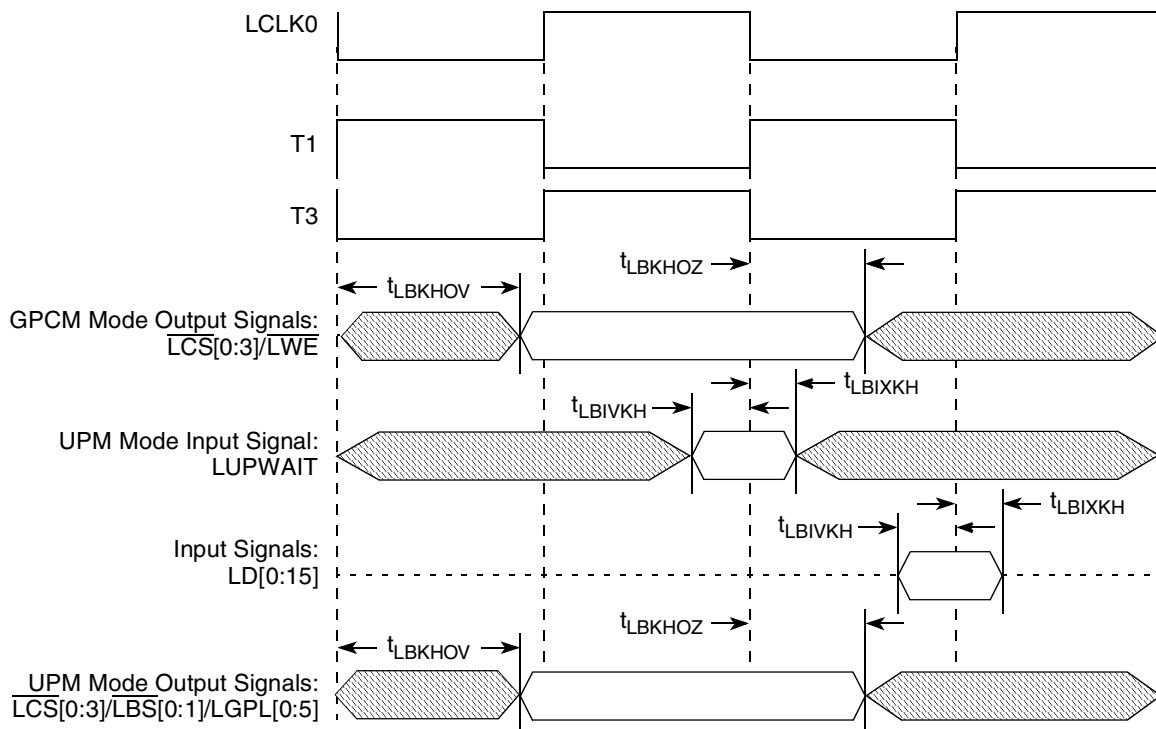 LCLK0
T1
T3
tLBKHOZ
tLBKHOV
GPCM Mode Output Signals:
LCS[0:3]/LWE
tLBIXKH
tLBIVKH
UPM Mode Input Signal:
LUPWAIT
tLBIXKH
tLBIVKH
Input Signals:
LD[0:15]
tLBKHOZ
tLBKHOV
UPM Mode Output Signals:
LCS[0:3]/LBS[0:1]/LGPL[0:5]